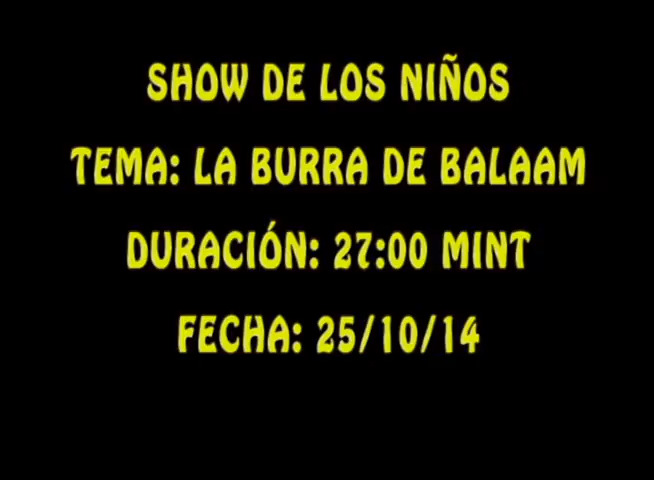 SHOW DE LOS NIÑOS
TEMA: LA BURRA DE BALAAM
DURACIÓN: 27:00 MINT
FECHA: 25/10/14